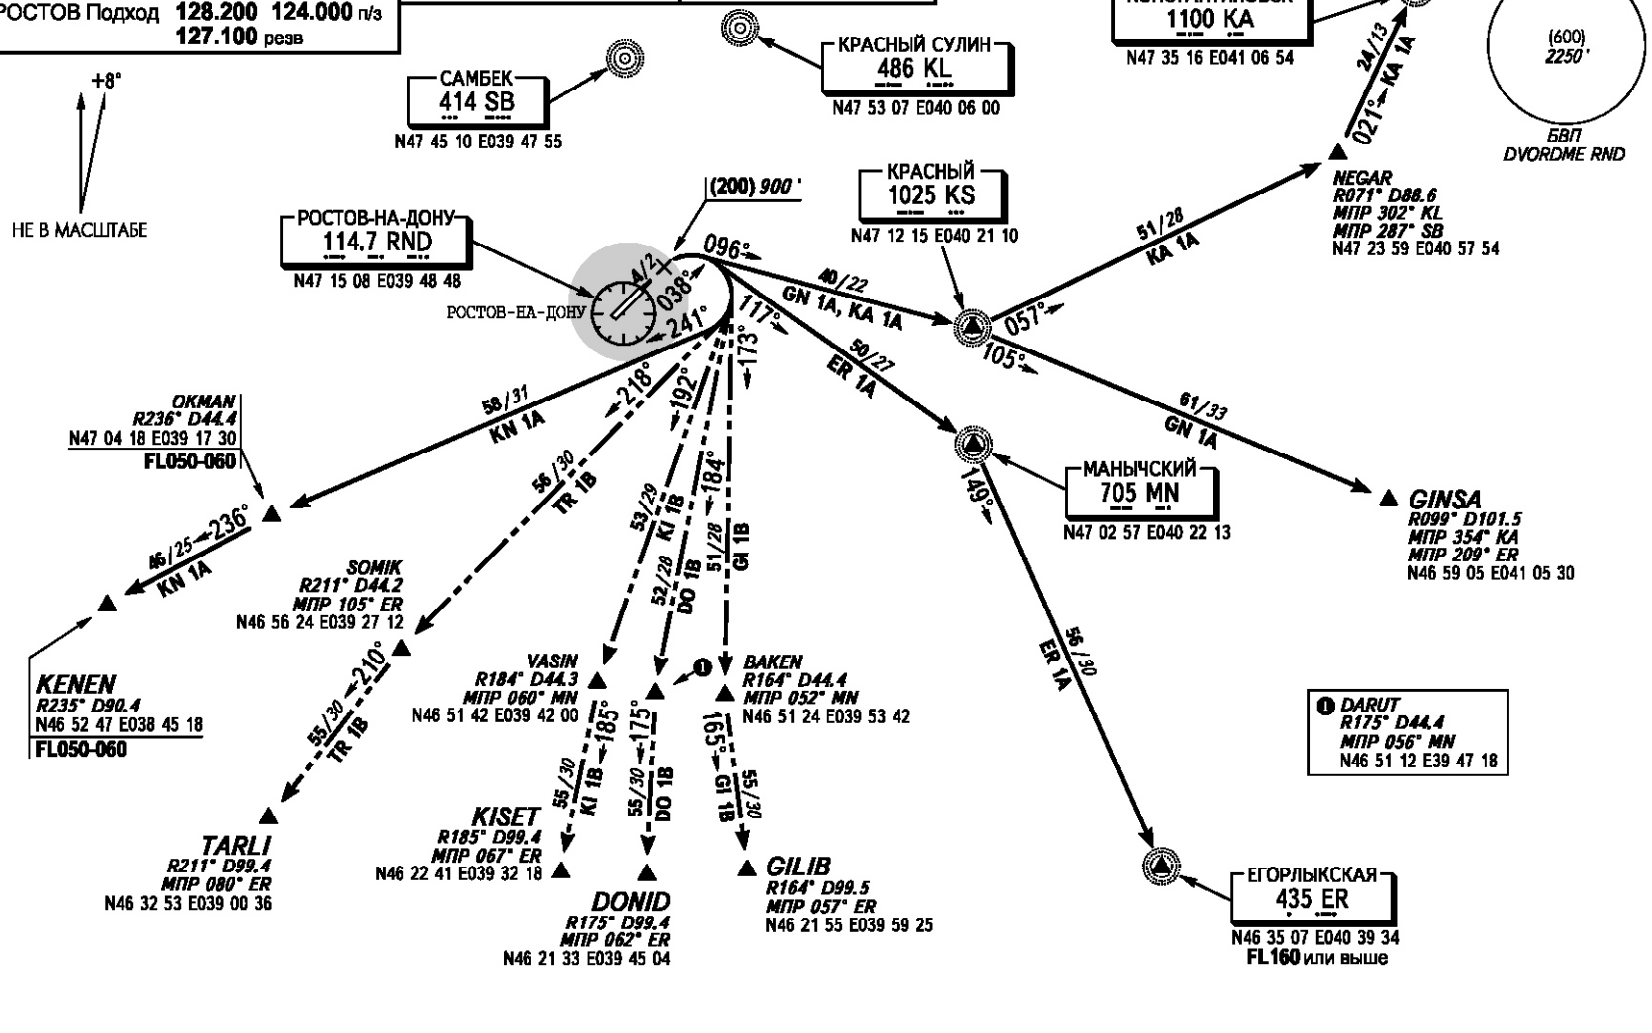 РОСТОВ Подход 128.200 124.000 п/з
127.100 резв
+8°
НЕ В МАСШТАБЕ
САМБЕК
414 SB
N47 45 10 E039 47 55
КРАСНЫЙ СУЛИН
486 KL
N47 53 07 E040 06 00
1100 KA
N47 35 16 E041 06 54
24/13
021°
KA 1A
(600)
2250'
БВП
DVORDME RND
NEGAR
R071° D88.6
МПР 302° KL
МПР 287° SB
N47 23 59 E040 57 54
РОСТОВ-НА-ДОНУ
114.7 RND
N47 15 08 E039 48 48
РОСТОВ-НА-ДОНУ
(200) 900'
4/2
038°
096°
241°
117°
173°
218°
192°
184°
КРАСНЫЙ
1025 KS
N47 12 15 E040 21 10
40/22
GN 1A, KA 1A
51/28
KA 1A
057°
105°
50/27
ER 1A
61/33
GN 1A
58/31
KN 1A
OKMAN
R236° D44.4
N47 04 18 E039 17 30
FL050-060
236°
46/25
KN 1A
KENEN
R235° D90.4
N46 52 47 E038 45 18
FL050-060
56/30
TR 1B
53/29
KI 1B
52/28
DO 1B
51/28
GI 1B
МАНЫЧСКИЙ
705 MN
N47 02 57 E040 22 13
149°
GINSA
R099° D101.5
МПР 354° KA
МПР 209° ER
N46 59 05 E041 05 30
SOMIK
R211° D44.2
МПР 105° ER
N46 56 24 E039 27 12
210°
55/30
TR 1B
VASIN
R184° D44.3
МПР 060° MN
N46 51 42 E039 42 00
1
BAKEN
R164° D44.4
МПР 052° MN
N46 51 24 E039 53 42
56/30
ER 1A
1 DARUT
R175° D44.4
МПР 056° MN
N46 51 12 E39 47 18
185°
55/30
KI 1B
175°
55/30
DO 1B
165°
55/30
GI 1B
TARLI
R211° D99.4
МПР 080° ER
N46 32 53 E039 00 36
KISET
R185° D99.4
МПР 067° ER
N46 22 41 E039 32 18
DONID
R175° D99.4
МПР 062° ER
N46 21 33 E039 45 04
GILIB
R164° D99.5
МПР 057° ER
N46 21 55 E039 59 25
ЕГОРЛЫКСКАЯ
435 ER
N46 35 07 E040 39 34
FL160 или выше